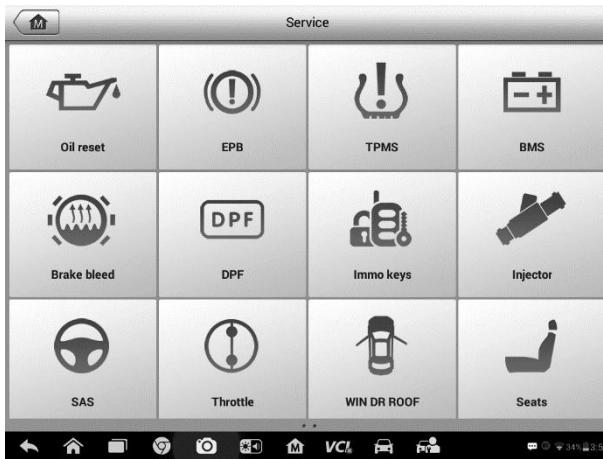 M
Service
Oil reset
EPB
TPMS
BMS
Brake bleed
DPF
DPF
Immo keys
Injector
SAS
Throttle
WIN DR ROOF
Seats
M
VCI
34%